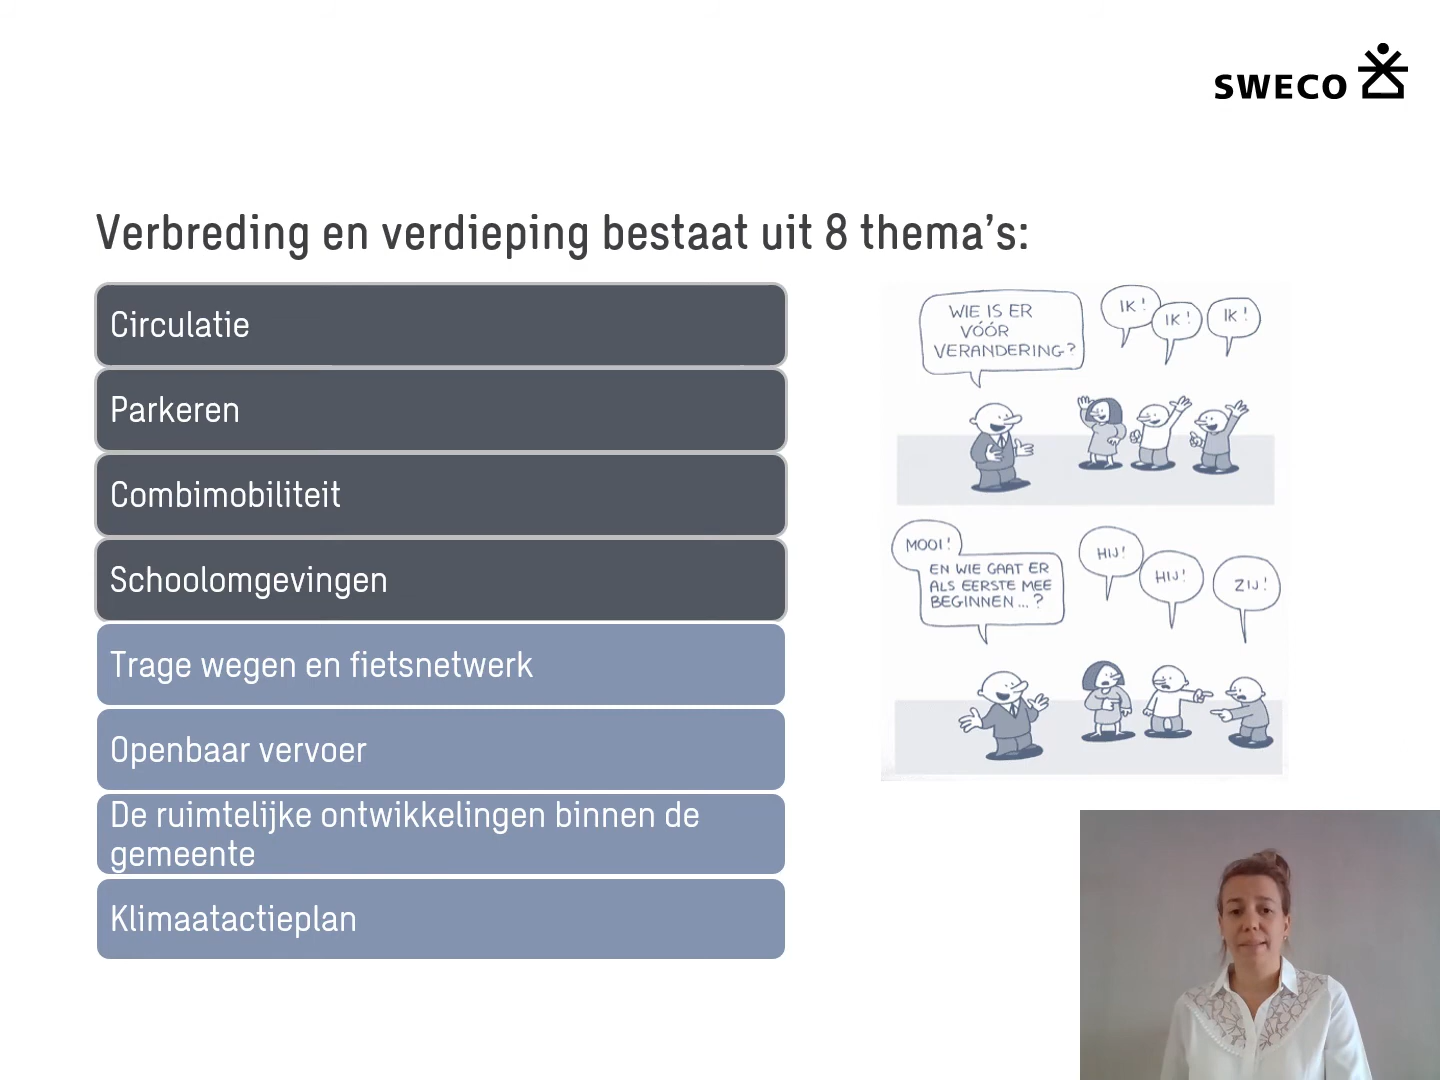 SWECO
Verbreding en verdieping bestaat uit 8 thema's:
Circulatie
Parkeren
Combimobiliteit
Schoolomgevingen
Trage wegen en fietsnetwerk
Openbaar vervoer
De ruimtelijke ontwikkelingen binnen de
gemeente
Klimaatactieplan
WIE IS ER
VÓÓR
VERANDERING?
IK!
IK!
IK!
MOOI!
EN WIE GAAT ER
ALS EERSTE MEE
BEGINNEN...?
HIJ!
HIJ!
ZIJ!